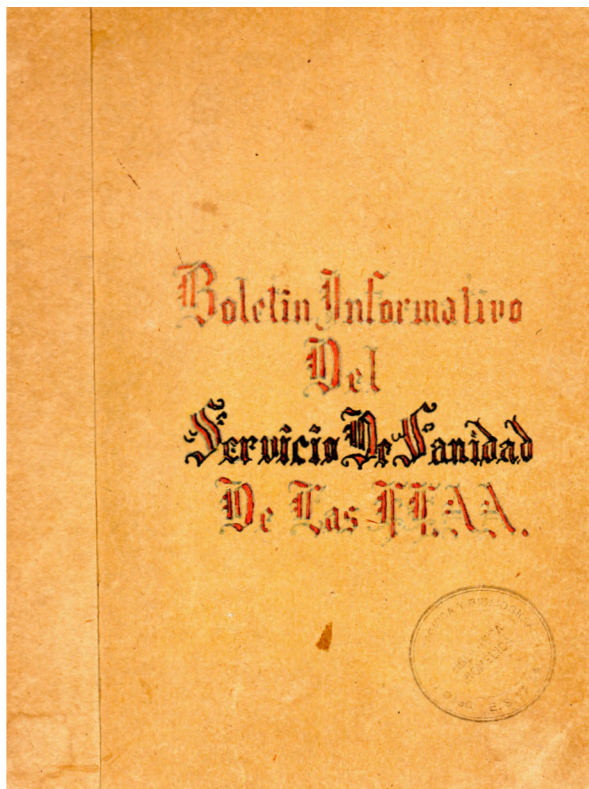 Boletin Informativo
Del
Servicio De Sanidad
De Las FF.AA.